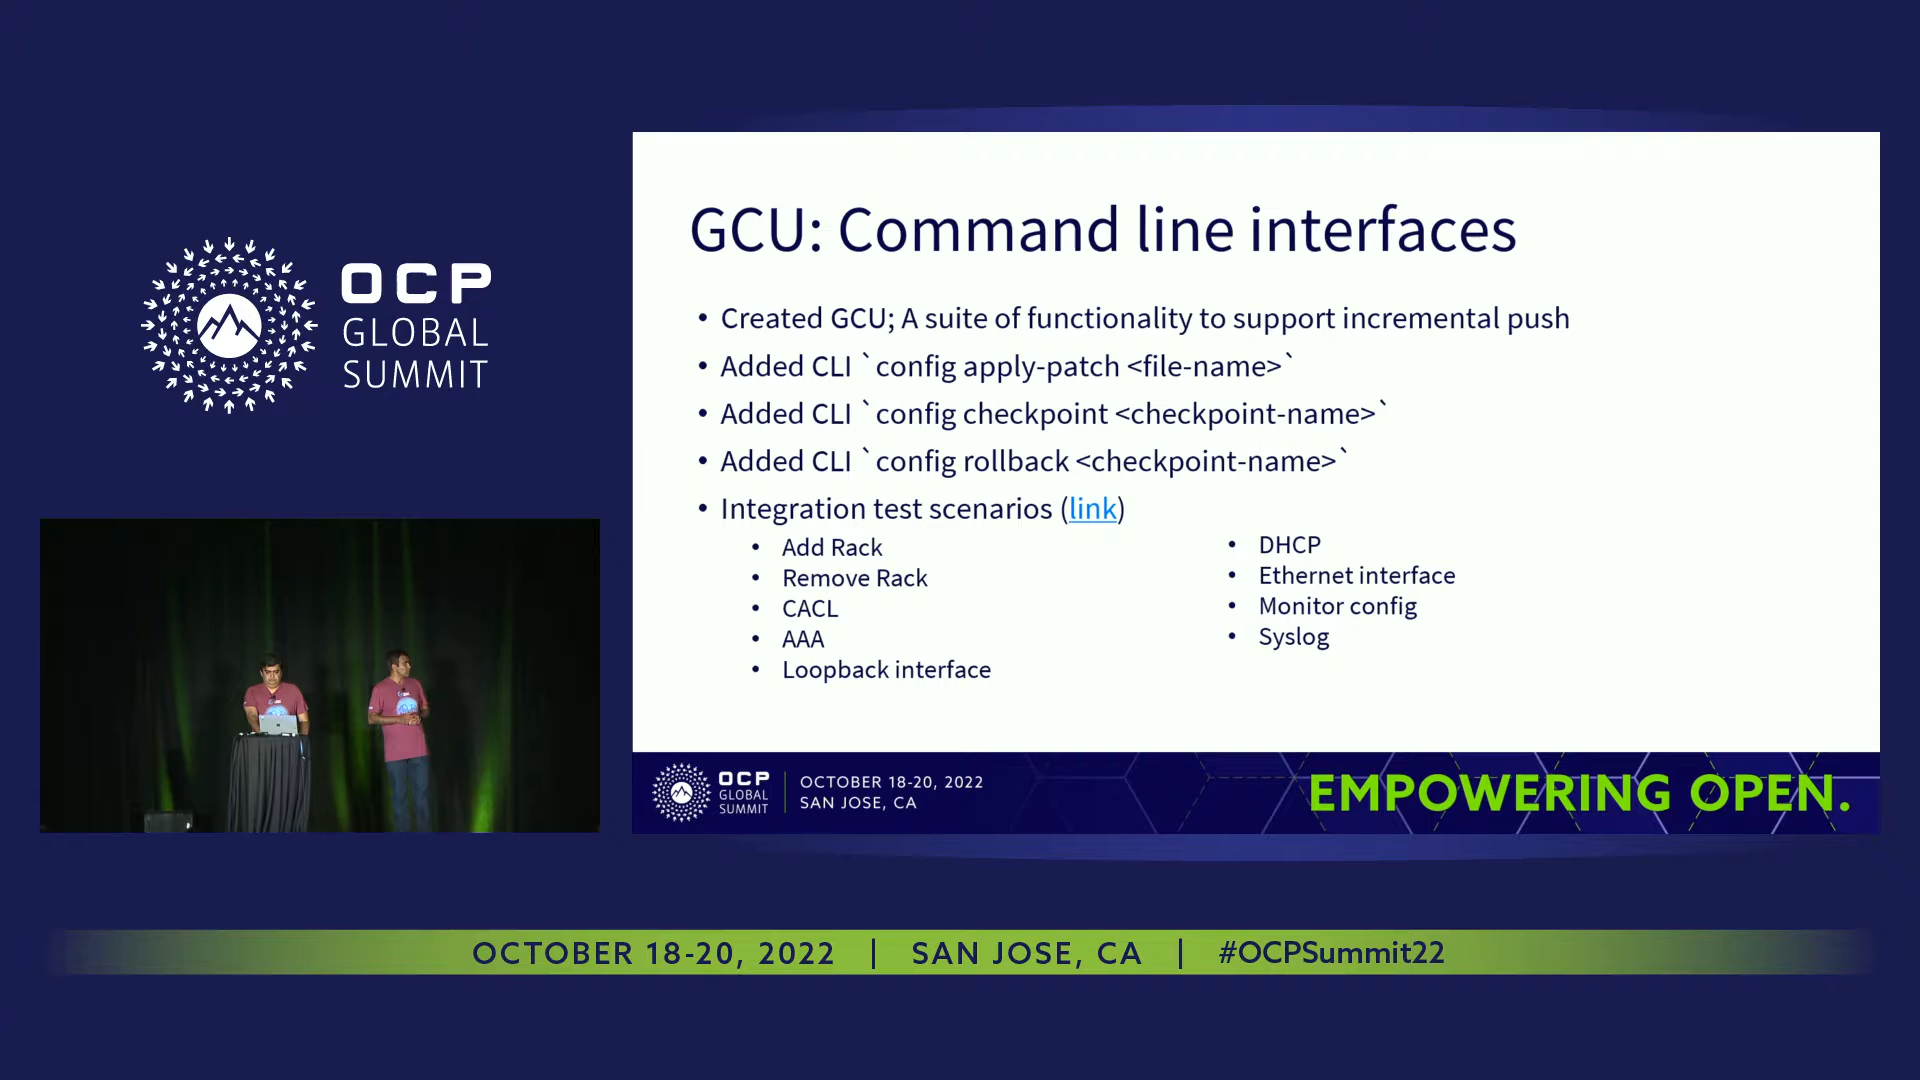 OCP
GLOBAL
SUMMIT
GCU: Command line interfaces
• Created GCU; A suite of functionality to support incremental push
• Added CLI `config apply-patch <file-name>`
• Added CLI `config checkpoint <checkpoint-name>`
• Added CLI `config rollback <checkpoint-name>`
• Integration test scenarios (link)
• Add Rack
• Remove Rack
• CACL
• AAA
• Loopback interface
• DHCP
• Ethernet interface
• Monitor config
• Syslog
OCP
GLOBAL
SUMMIT
OCTOBER 18-20, 2022
SAN JOSE, CA
EMPOWERING OPEN.
OCTOBER 18-20, 2022 | SAN JOSE, CA | #OCPSummit22